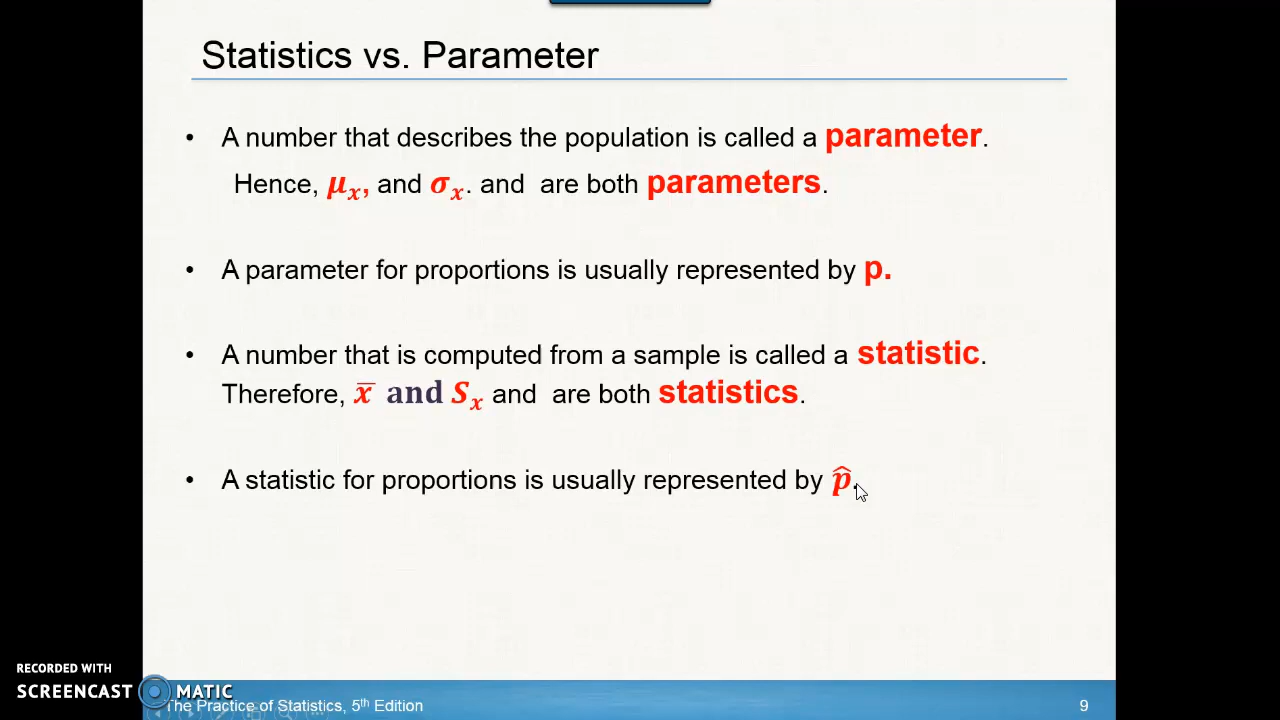 Statistics vs. Parameter
• A number that describes the population is called a parameter.
Hence, μₓ, and σₓ. and are both parameters.
• A parameter for proportions is usually represented by p.
• A number that is computed from a sample is called a statistic.
Therefore, x̅ and Sₓ and are both statistics.
• A statistic for proportions is usually represented by p̂.
RECORDED WITH
SCREENCAST MATIC
The Practice of Statistics, 5th Edition
9